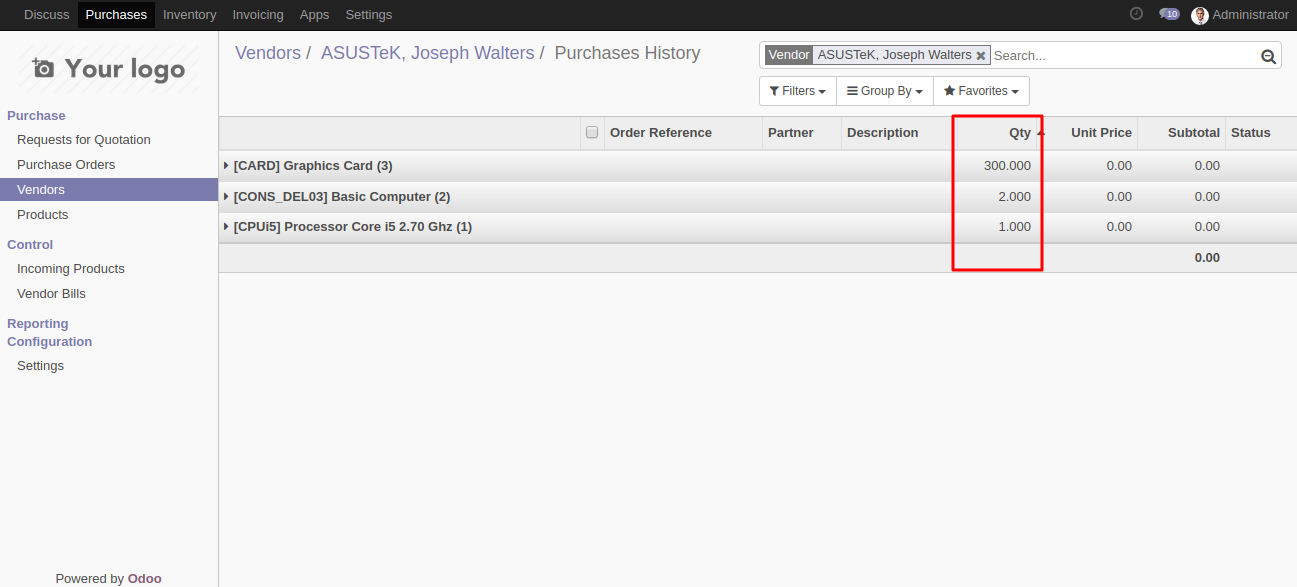 Discuss Purchases Inventory Invoicing Apps Settings 10 Administrator
Your logo
Vendors / ASUSTeK, Joseph Walters / Purchases History
Vendor ASUSTeK, Joseph Walters Search...
Filters Group By Favorites
Purchase
Requests for Quotation
Purchase Orders
Vendors
Products
Control
Incoming Products
Vendor Bills
Reporting
Configuration
Settings
Powered by Odoo
Order Reference Partner Description Qty Unit Price Subtotal Status
[CARD] Graphics Card (3) 300.000 0.00 0.00
[CONS_DEL03] Basic Computer (2) 2.000 0.00 0.00
[CPUi5] Processor Core i5 2.70 Ghz (1) 1.000 0.00 0.00
0.00